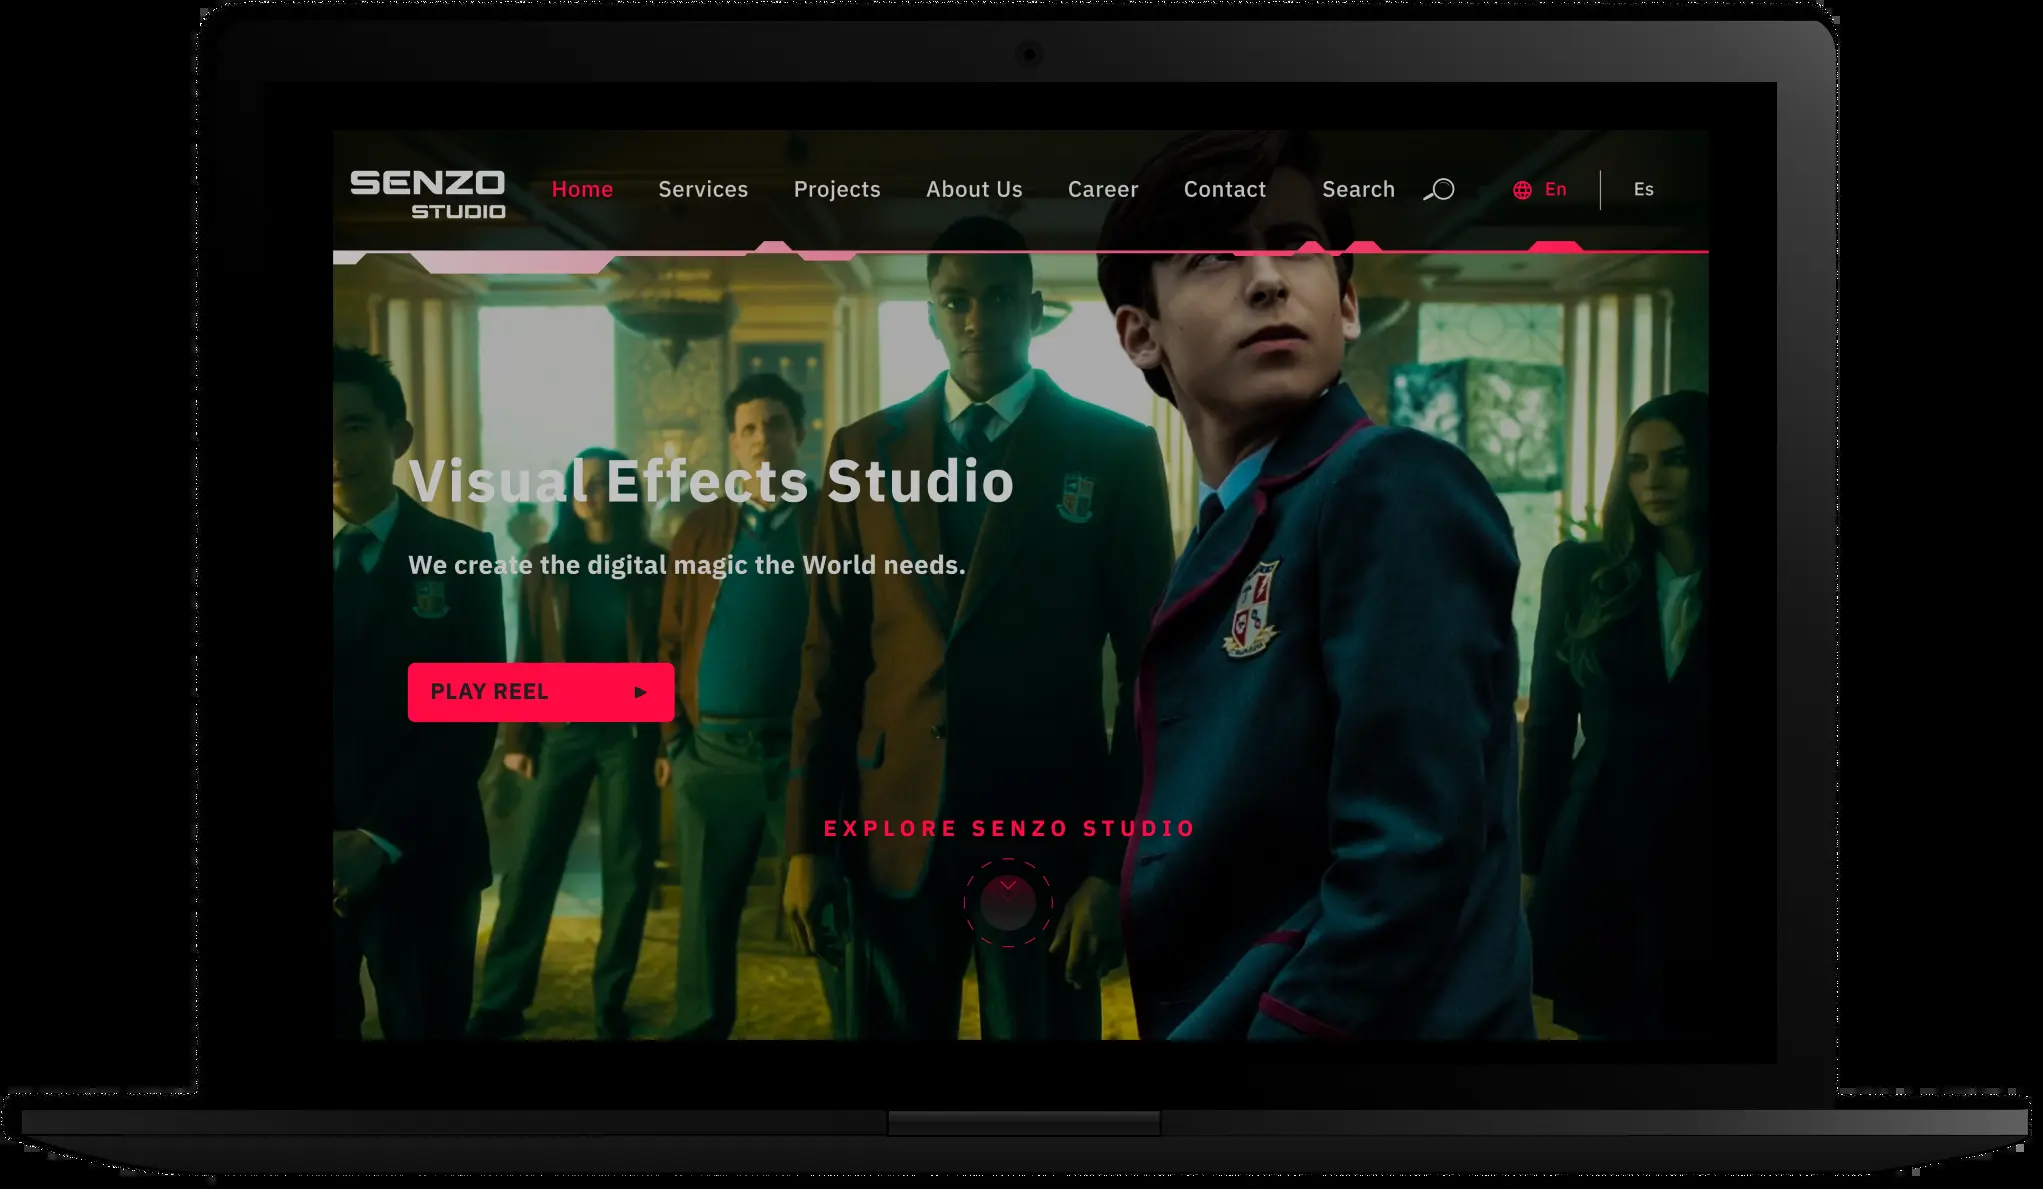 SENZO
STUDIO
Home Services Projects About Us Career Contact Search En Es
Visual Effects Studio
We create the digital magic the World needs.
PLAY REEL
EXPLORE SENZO STUDIO